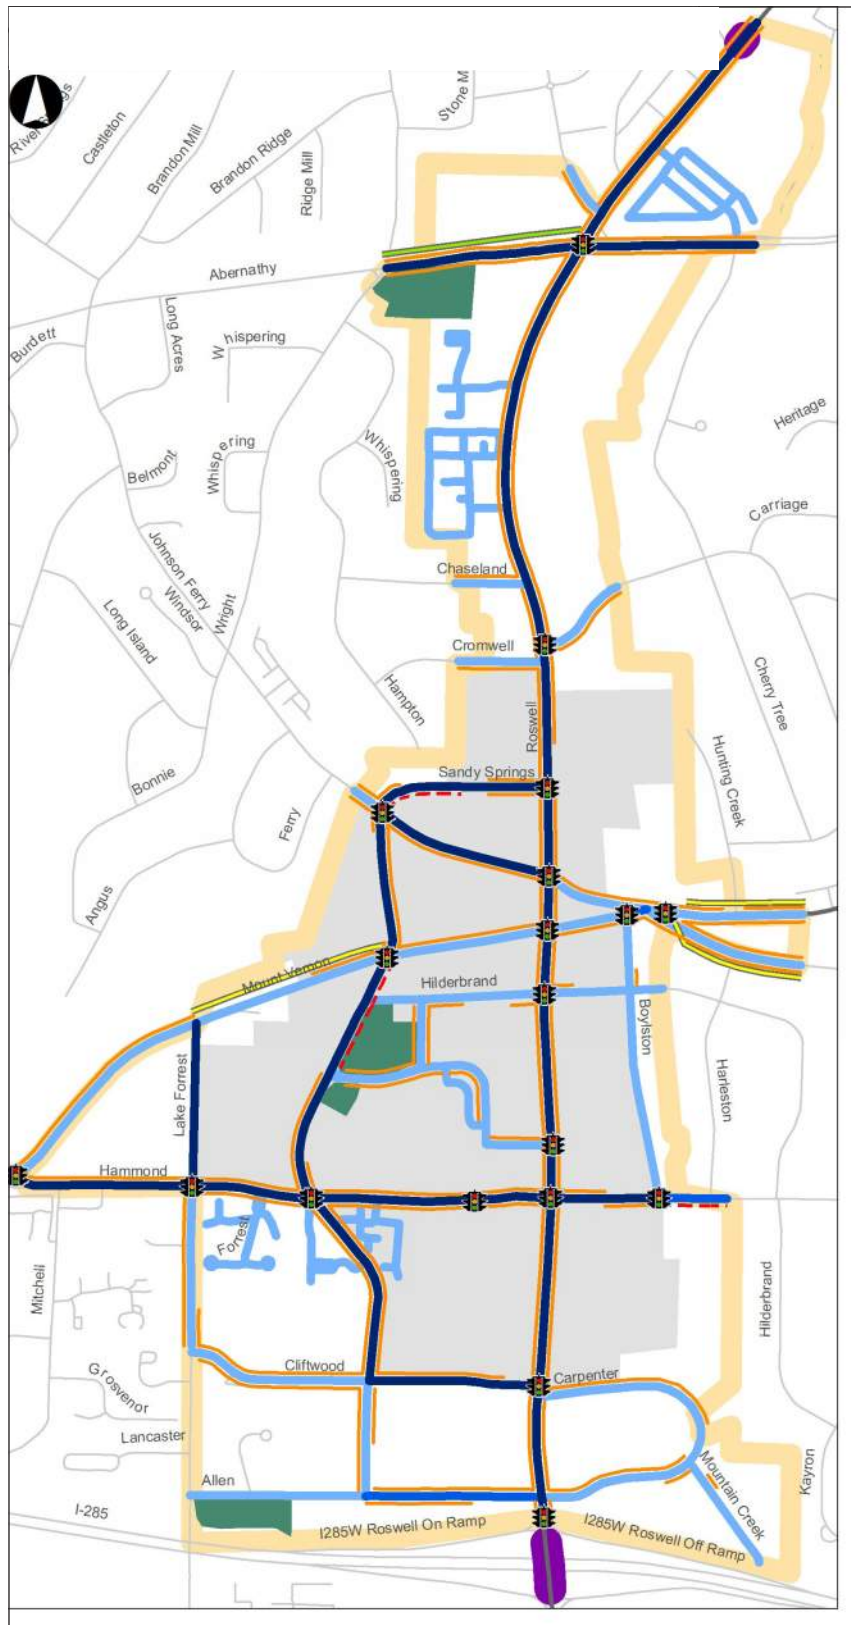 River Springs
Castleton
Brandon Mill
Brandon Ridge
Ridge Mill
Stone M
Abernathy
Long Acres
Burdett
Whispering
Whispering
Whispering
Belmont
Heritage
Carriage
Johnson Ferry
Windsor
Wright
Long Island
Chaseland
Cromwell
Hampton
Roswell
Cherry Tree
Bonnie
Sandy Springs
Hunting Creek
Ferry
Angus
Mount Vernon
Hilderbrand
Boylston
Harleston
Lake Forrest
Hammond
Forrest
Mitchell
Hilderbrand
Cliftwood
Carpenter
Grosvenor
Lancaster
Allen
Mountain Creek
Kayron
I-285
I285W Roswell On Ramp
I285W Roswell Off Ramp